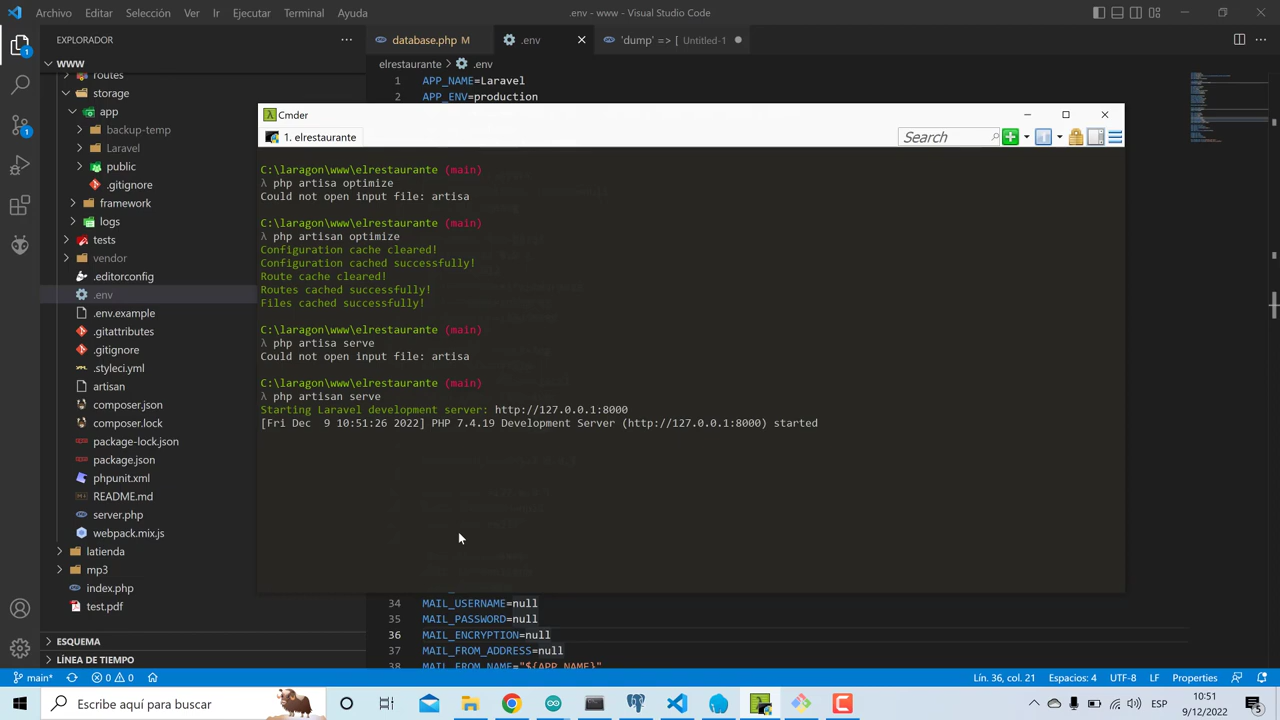 Archivo Editar Selección Ver Ir Ejecutar Terminal Ayuda
.env - www - Visual Studio Code
EXPLORADOR
database.php M
.env
'dump' => [ Untitled-1
WWW
elrestaurante > .env
routes
storage
app
backup-temp
Laravel
public
.gitignore
framework
logs
tests
vendor
.editorconfig
.env
.env.example
.gitattributes
.gitignore
.styleci.yml
artisan
composer.json
composer.lock
package-lock.json
package.json
phpunit.xml
README.md
server.php
webpack.mix.js
latienda
mp3
index.php
test.pdf
ESQUEMA
LÍNEA DE TIEMPO
1 APP_NAME=Laravel
2 APP_ENV=production
Cmder
1. elrestaurante
Search
C:\laragon\www\elrestaurante (main)
λ php artisa optimize
Could not open input file: artisa
C:\laragon\www\elrestaurante (main)
λ php artisan optimize
Configuration cache cleared!
Configuration cached successfully!
Route cache cleared!
Routes cached successfully!
Files cached successfully!
C:\laragon\www\elrestaurante (main)
λ php artisa serve
Could not open input file: artisa
C:\laragon\www\elrestaurante (main)
λ php artisan serve
Starting Laravel development server: http://127.0.0.1:8000
[Fri Dec  9 10:51:26 2022] PHP 7.4.19 Development Server (http://127.0.0.1:8000) started
34 MAIL_USERNAME=null
35 MAIL_PASSWORD=null
36 MAIL_ENCRYPTION=null
37 MAIL_FROM_ADDRESS=null
38 MAIL_FROM_NAME="${APP_NAME}"
main*
0 0
Lín. 36, col. 21
Espacios: 4
UTF-8
LF
Properties
Escribe aquí para buscar
ESP
10:51
9/12/2022